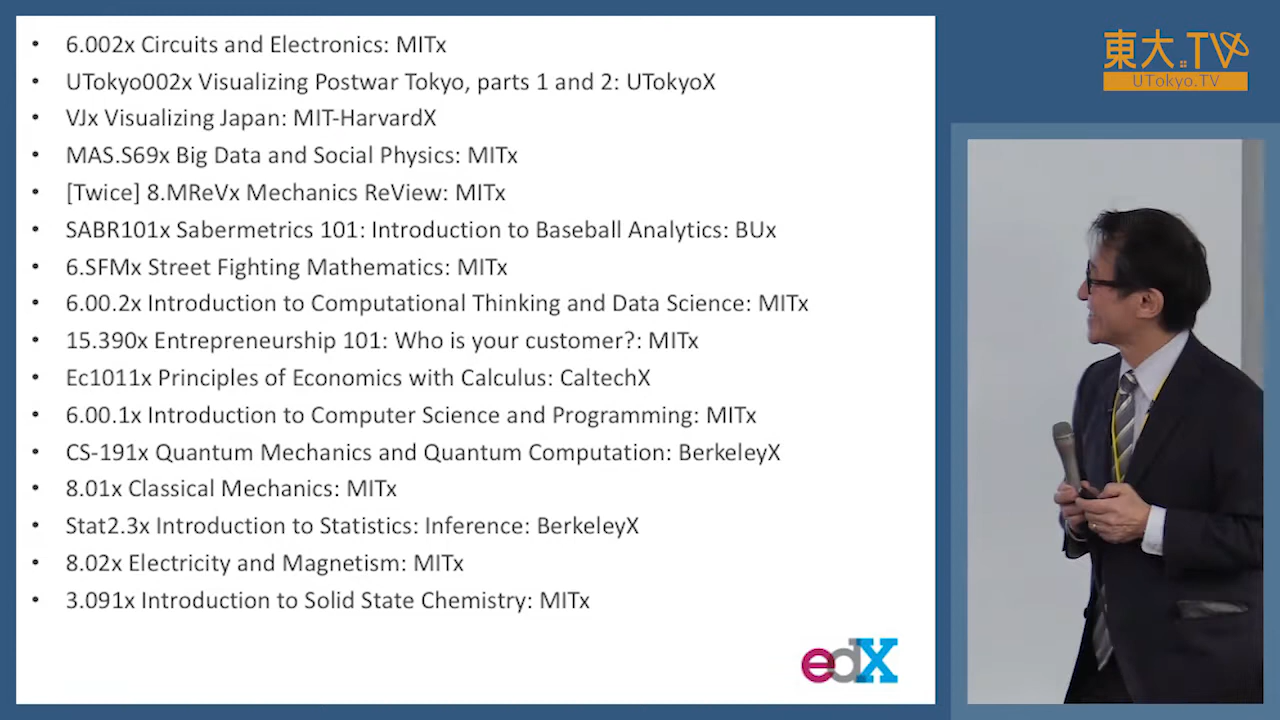 • 6.002x Circuits and Electronics: MITx
• UTokyo002x Visualizing Postwar Tokyo, parts 1 and 2: UTokyoX
• VJx Visualizing Japan: MIT-HarvardX
• MAS.S69x Big Data and Social Physics: MITx
• [Twice] 8.MReVx Mechanics ReView: MITx
• SABR101x Sabermetrics 101: Introduction to Baseball Analytics: BUx
• 6.SFMx Street Fighting Mathematics: MITx
• 6.00.2x Introduction to Computational Thinking and Data Science: MITx
• 15.390x Entrepreneurship 101: Who is your customer?: MITx
• Ec1011x Principles of Economics with Calculus: CaltechX
• 6.00.1x Introduction to Computer Science and Programming: MITx
• CS-191x Quantum Mechanics and Quantum Computation: BerkeleyX
• 8.01x Classical Mechanics: MITx
• Stat2.3x Introduction to Statistics: Inference: BerkeleyX
• 8.02x Electricity and Magnetism: MITx
• 3.091x Introduction to Solid State Chemistry: MITx
edX
東大.TV
UTokyo.TV